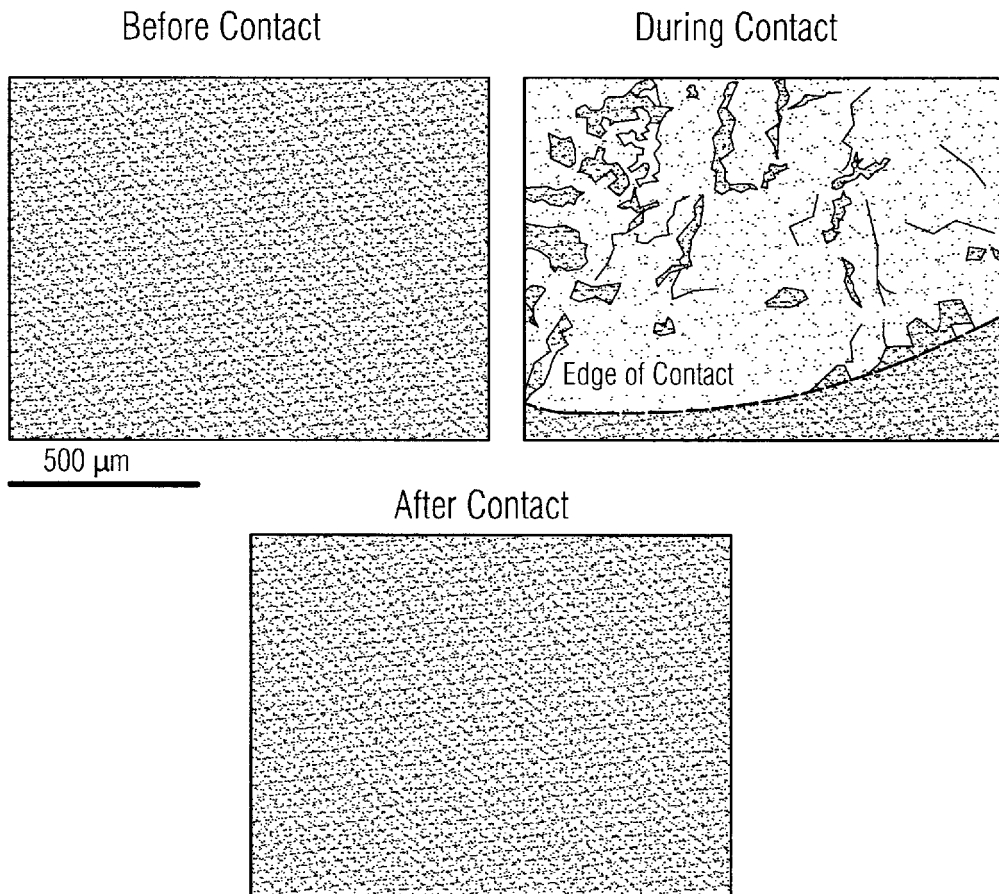 Before Contact
During Contact
Edge of Contact
500 μm
After Contact